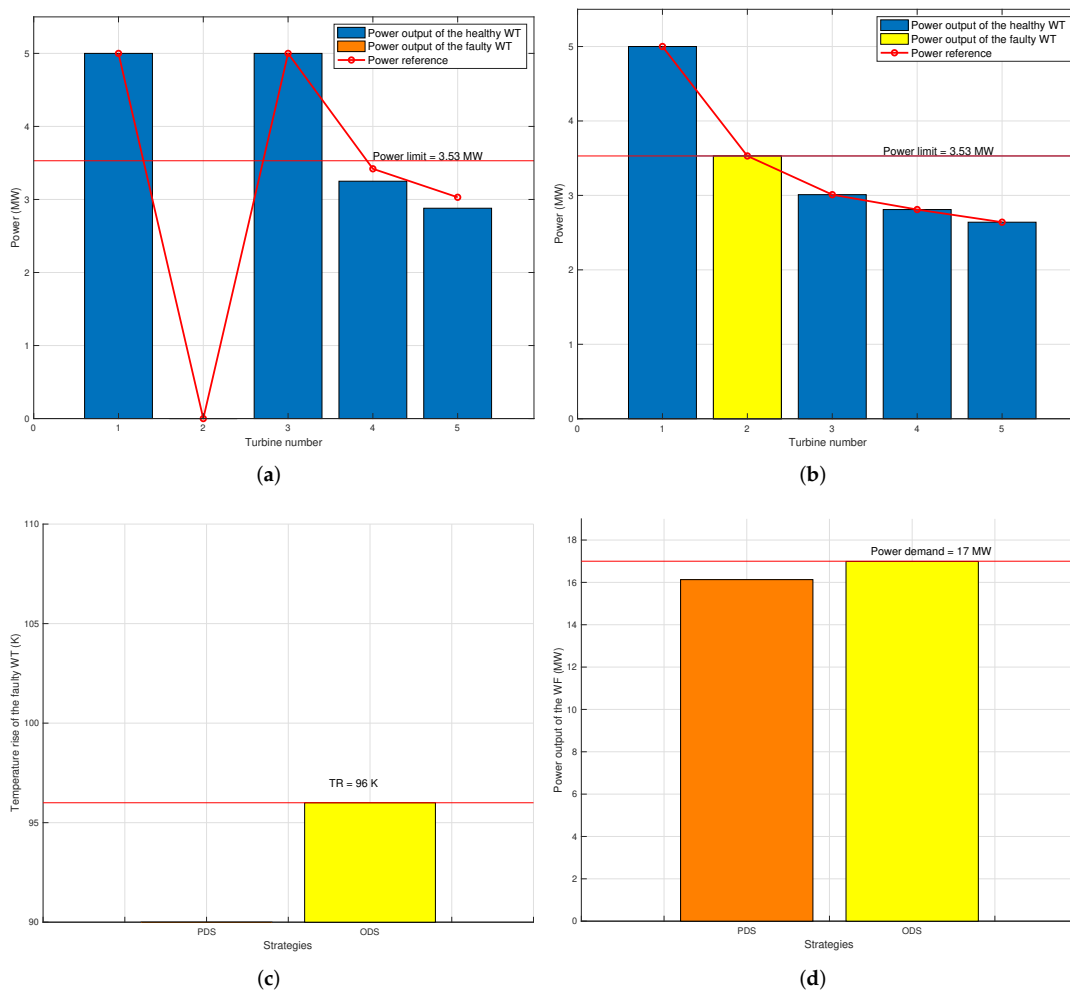 Power output of the healthy WT
Power output of the faulty WT
Power reference
Power limit = 3.53 MW
Power (MW)
5
4
3
2
1
0
0 1 2 3 4 5
Turbine number
(a)
Power output of the healthy WT
Power output of the faulty WT
Power reference
Power limit = 3.53 MW
Power (MW)
5
4
3
2
1
0
0 1 2 3 4 5
Turbine number
(b)
Temperature rise of the faulty WT (K)
110
105
100
95
90
TR = 96 K
PDS ODS
Strategies
(c)
Power output of the WF (MW)
18
16
14
12
10
8
6
4
2
0
Power demand = 17 MW
PDS ODS
Strategies
(d)